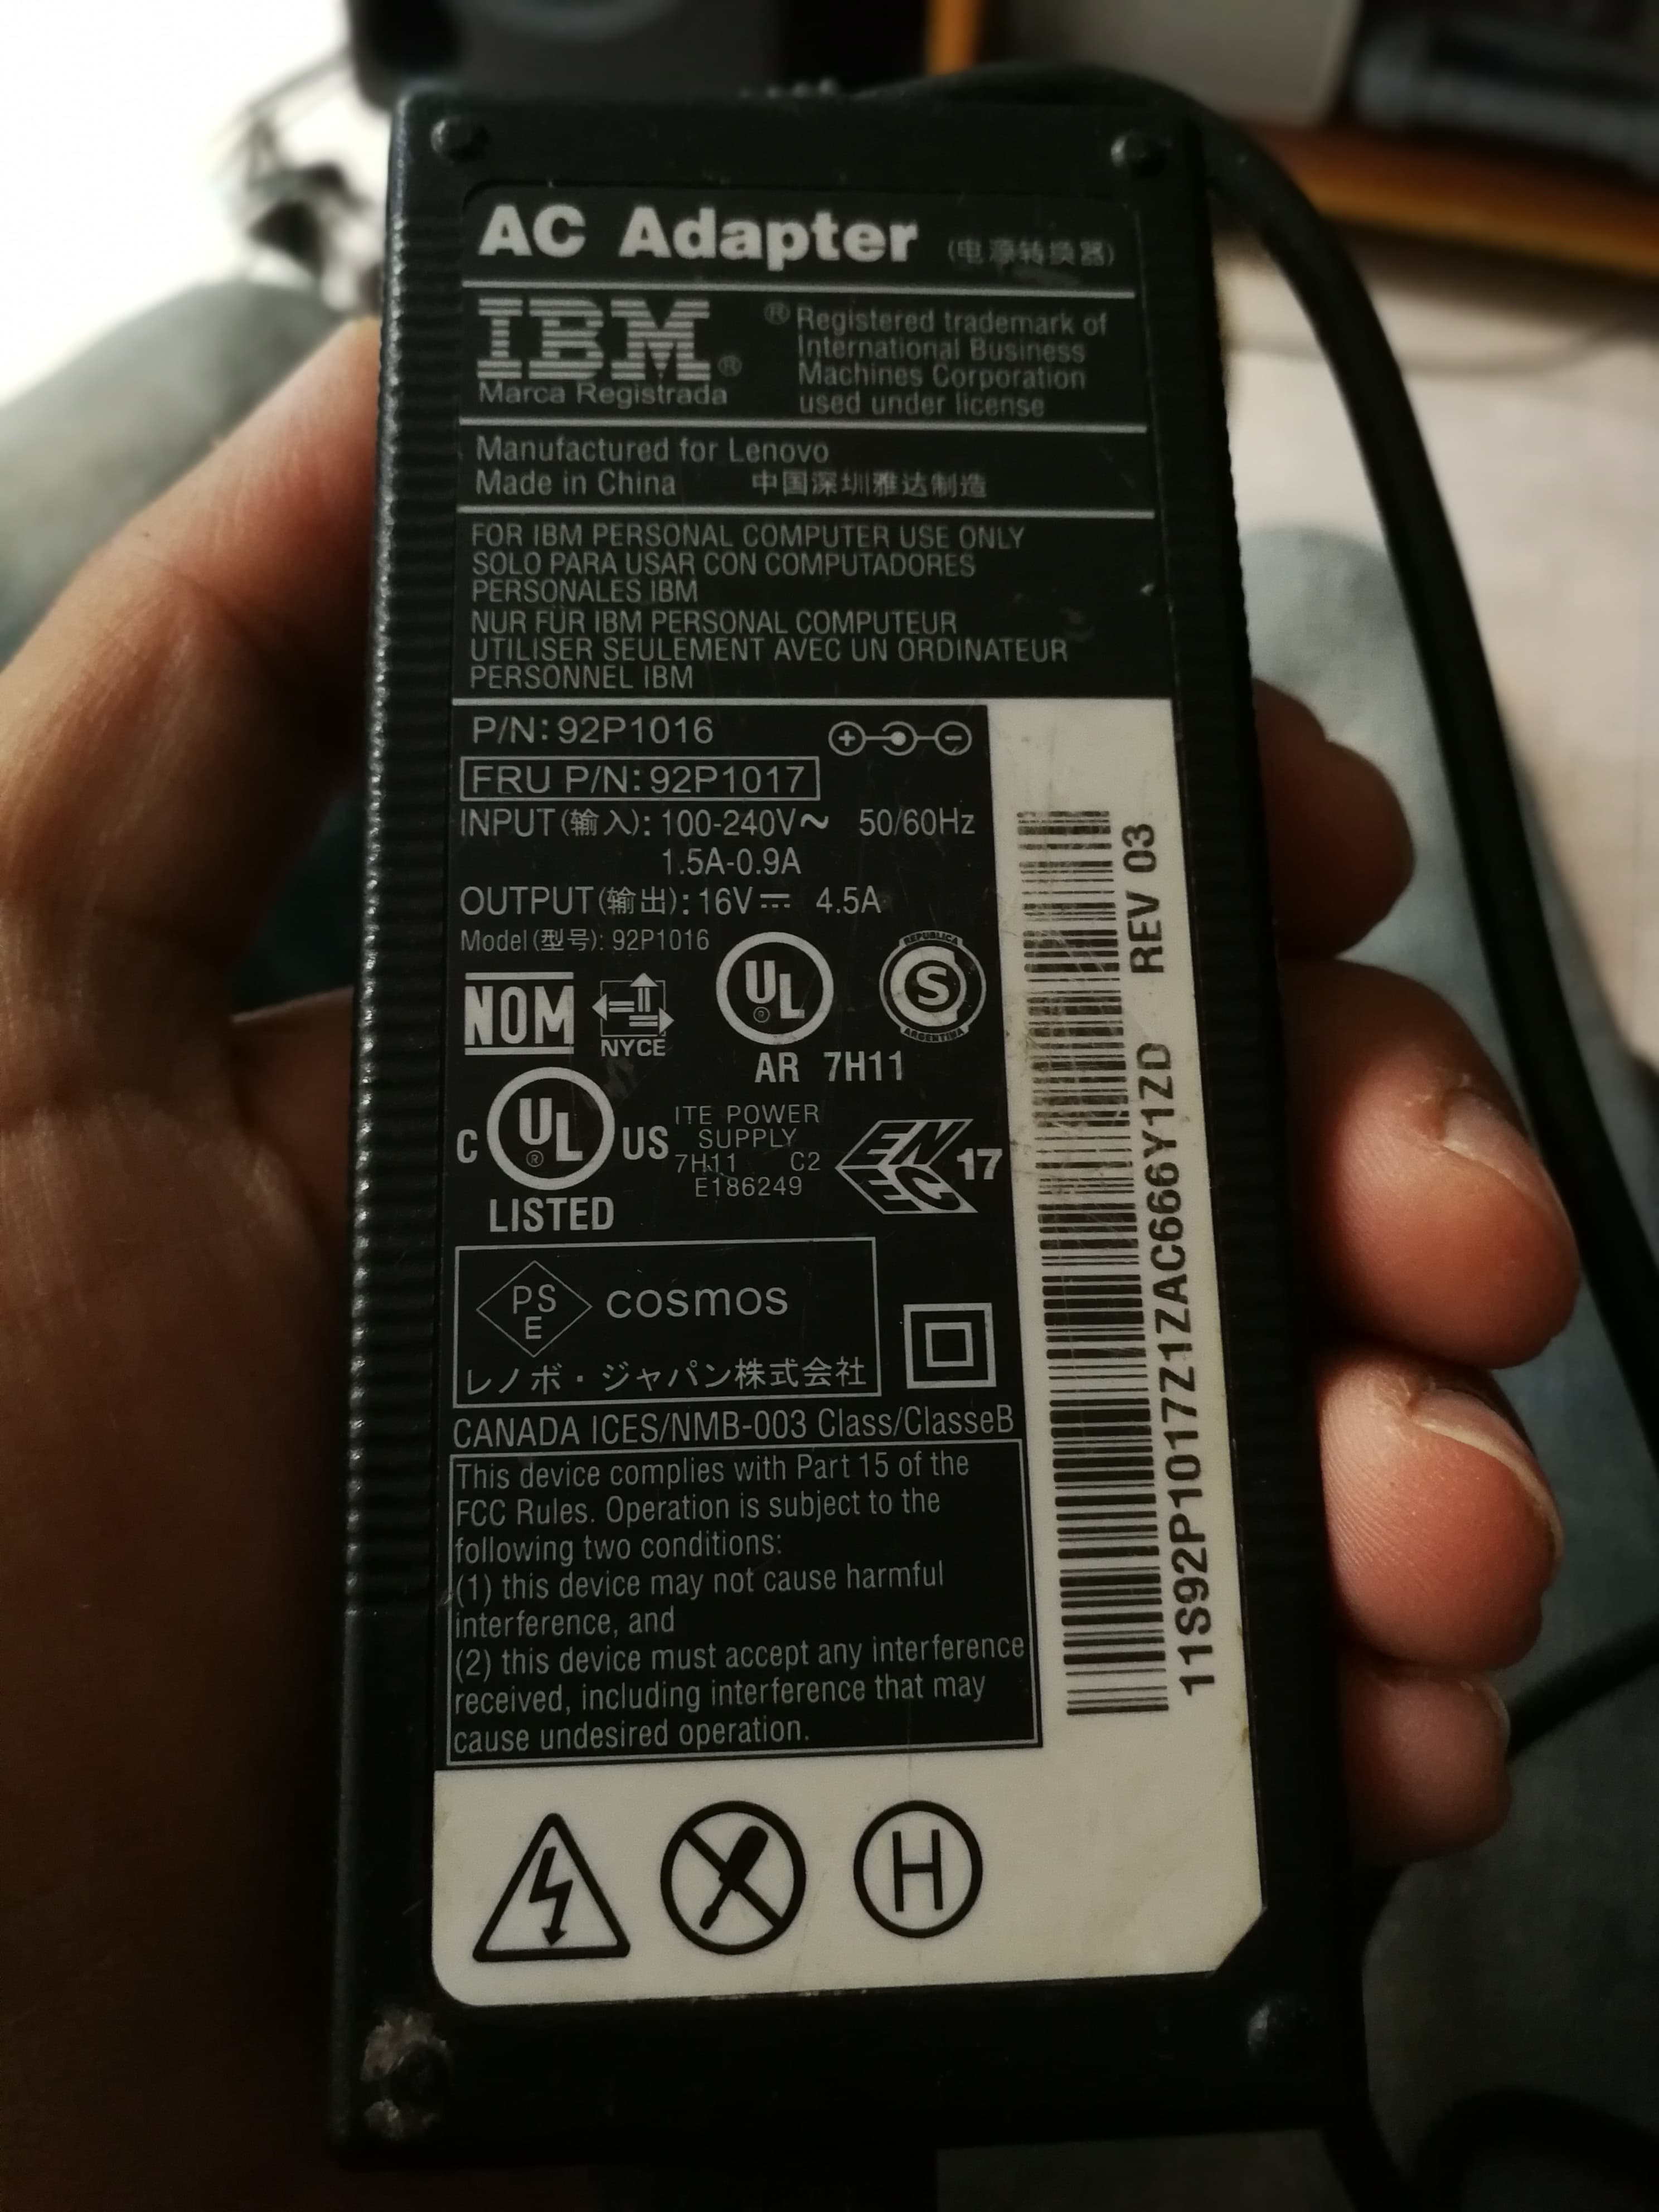 AC Adapter (电源转换器)
IBM®
Marca Registrada
® Registered trademark of
International Business
Machines Corporation
used under license
Manufactured for Lenovo
Made in China 中国深圳雅达制造
FOR IBM PERSONAL COMPUTER USE ONLY
SOLO PARA USAR CON COMPUTADORES
PERSONALES IBM
NUR FÜR IBM PERSONAL COMPUTEUR
UTILISER SEULEMENT AVEC UN ORDINATEUR
PERSONNEL IBM
P/N: 92P1016
FRU P/N: 92P1017
INPUT(输入): 100-240V~ 50/60Hz
1.5A-0.9A
OUTPUT(输出): 16V⎓ 4.5A
Model(型号): 92P1016
NOM
NYCE
UL®
REPUBLICA
S
ARGENTINA
AR 7H11
C UL® US
LISTED
ITE POWER
SUPPLY
7H11 C2
E186249
ENEC 17
PS
E
cosmos
レノボ・ジャパン株式会社
CANADA ICES/NMB-003 Class/ClasseB
This device complies with Part 15 of the
FCC Rules. Operation is subject to the
following two conditions:
(1) this device may not cause harmful
interference, and
(2) this device must accept any interference
received, including interference that may
cause undesired operation.
11S92P1017Z1ZAC666Y1ZD REV 03
H